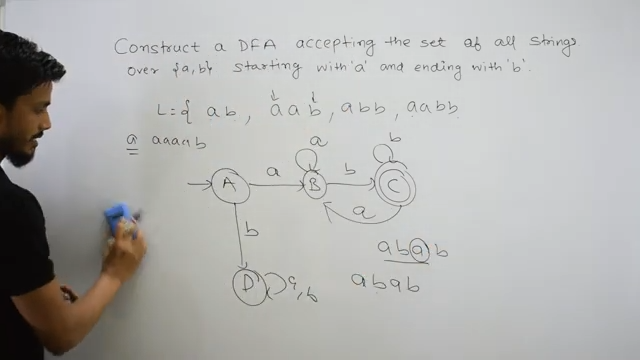 Construct a DFA accepting the set of all strings
over {a,b} starting with 'a' and ending with 'b'.
L={ ab, aab, abb, aabb
a aaaab
a
b
A
a
B
b
C
a
b
abab
D
a,b
abab